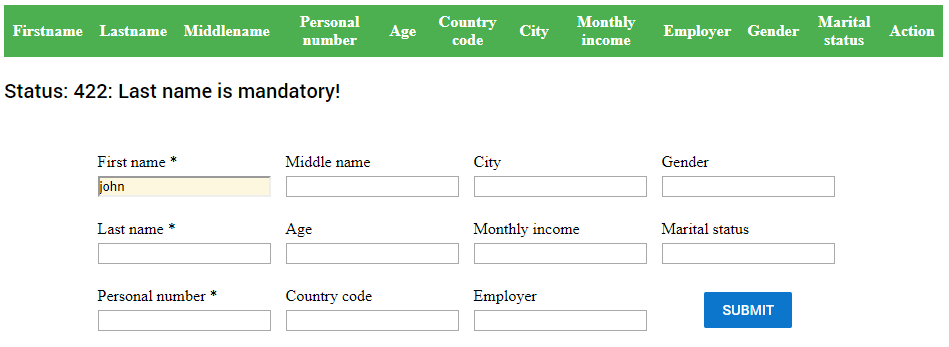 Firstname Lastname Middlename Personal number Age Country code City Monthly income Employer Gender Marital status Action
Status: 422: Last name is mandatory!
First name * Middle name City Gender
john
Last name * Age Monthly income Marital status
Personal number * Country code Employer
SUBMIT